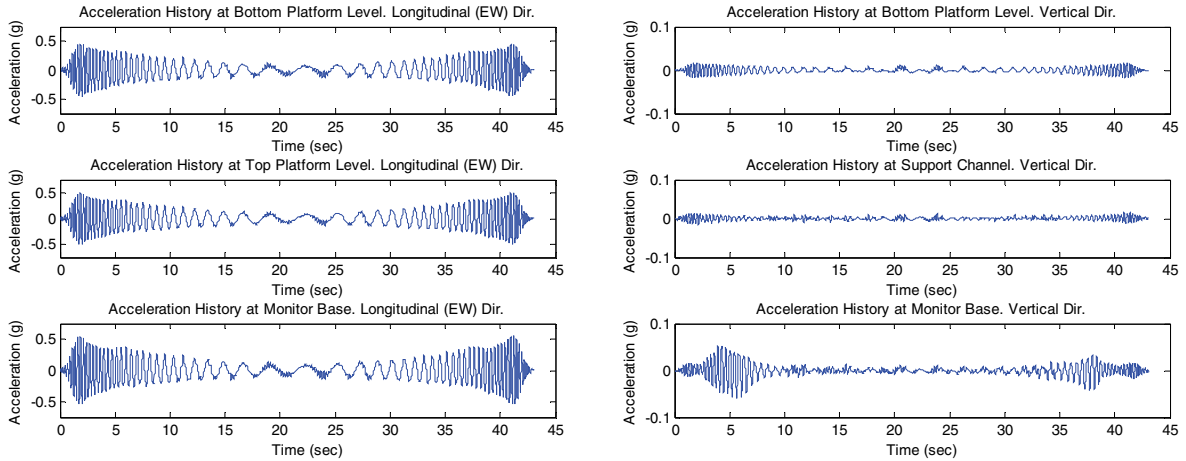 Acceleration History at Bottom Platform Level. Longitudinal (EW) Dir.
Acceleration (g)
0.5
0
-0.5
0 5 10 15 20 25 30 35 40 45
Time (sec)
Acceleration History at Top Platform Level. Longitudinal (EW) Dir.
Acceleration (g)
0.5
0
-0.5
0 5 10 15 20 25 30 35 40 45
Time (sec)
Acceleration History at Monitor Base. Longitudinal (EW) Dir.
Acceleration (g)
0.5
0
-0.5
0 5 10 15 20 25 30 35 40 45
Time (sec)
Acceleration History at Bottom Platform Level. Vertical Dir.
Acceleration (g)
0.1
0
-0.1
0 5 10 15 20 25 30 35 40 45
Time (sec)
Acceleration History at Support Channel. Vertical Dir.
Acceleration (g)
0.1
0
-0.1
0 5 10 15 20 25 30 35 40 45
Time (sec)
Acceleration History at Monitor Base. Vertical Dir.
Acceleration (g)
0.1
0
-0.1
0 5 10 15 20 25 30 35 40 45
Time (sec)